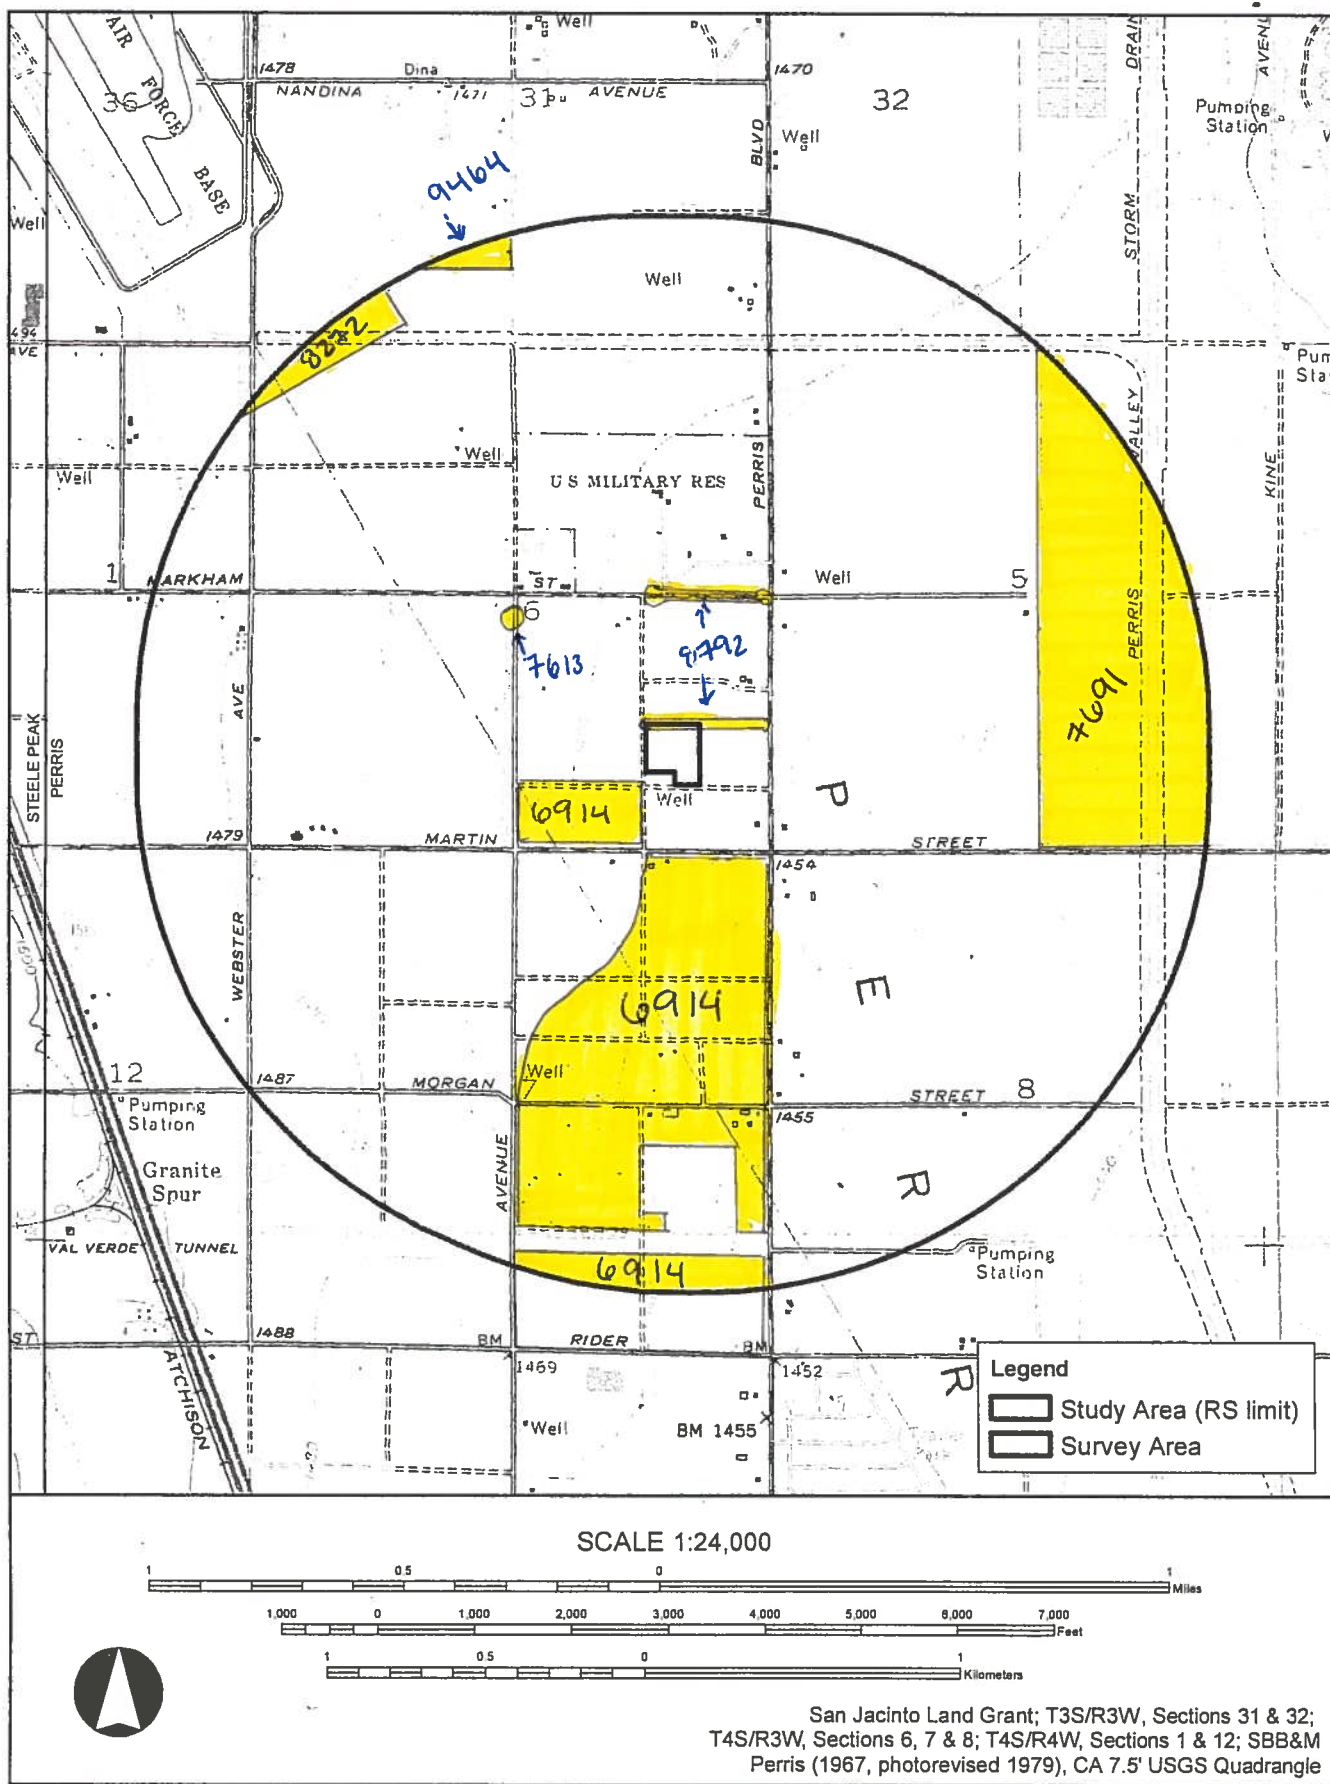 Well
AIR
FORCE
BASE
36
1478
Dina
NANDINA
1471
31
AVENUE
1470
32
BLVD
Well
DRAIN
STORM
AVENU
Pumping
Station
9464
Well
Well
8282
494
AVE
Pum
Sta
VALLEY
KINE
Well
Well
US MILITARY RES
PERRIS
1
MARKHAM
ST
Well
5
6
7613
8792
PERRIS
7691
AVE
STEELE PEAK
PERRIS
6914
Well
P
1479
MARTIN
STREET
1454
WEBSTER
E
6914
12
1487
MORGAN
Well
7
STREET
8
1455
Pumping
Station
Granite
Spur
AVENUE
R
VAL VERDE
TUNNEL
6914
Pumping
Station
ST
1488
BM
RIDER
BM
1469
1452
R
ATCHISON
Well
BM 1455
Legend
Study Area (RS limit)
Survey Area
SCALE 1:24,000
1 0.5 0 1
Miles
1,000 0 1,000 2,000 3,000 4,000 5,000 6,000 7,000
Feet
1 0.5 0 1
Kilometers
San Jacinto Land Grant; T3S/R3W, Sections 31 & 32;
T4S/R3W, Sections 6, 7 & 8; T4S/R4W, Sections 1 & 12; SBB&M
Perris (1967, photorevised 1979), CA 7.5' USGS Quadrangle